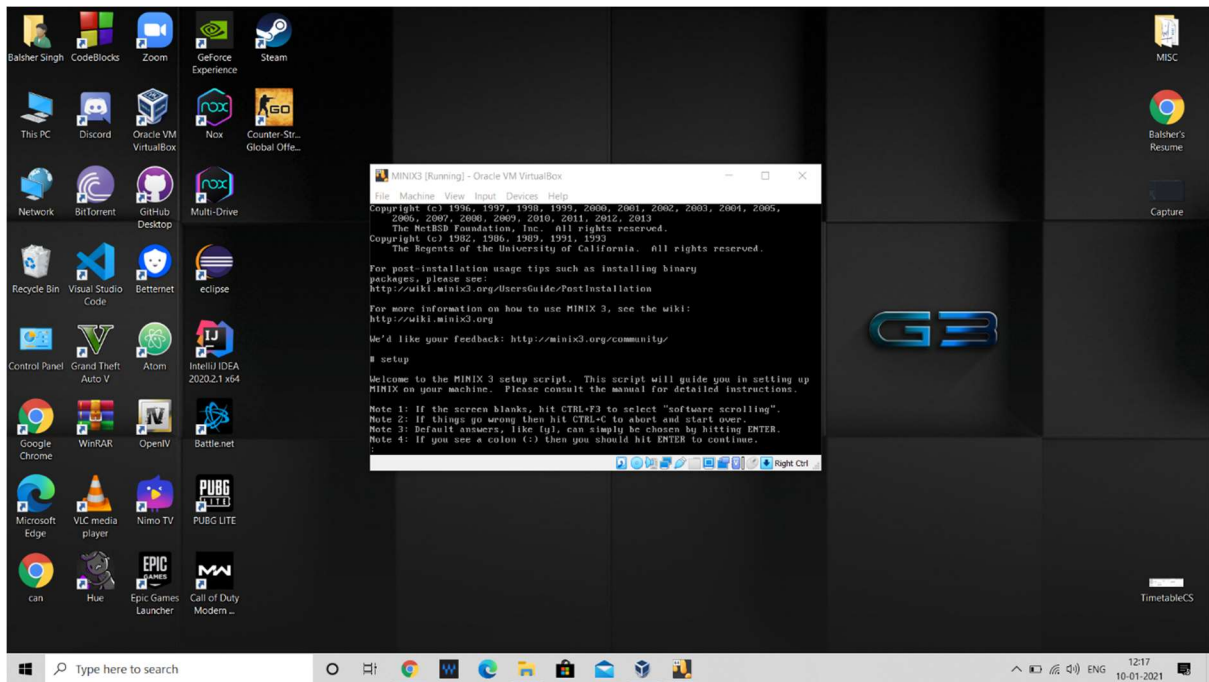 Balsher Singh
CodeBlocks
Zoom
GeForce
Experience
Steam
This PC
Discord
Oracle VM
VirtualBox
Nox
Counter-Str...
Global Offe...
Network
BitTorrent
GitHub
Desktop
Multi-Drive
Recycle Bin
Visual Studio
Code
Betternet
eclipse
Control Panel
Grand Theft
Auto V
Atom
IntelliJ IDEA
2020.2.1 x64
Google
Chrome
WinRAR
OpenIV
Battle.net
Microsoft
Edge
VLC media
player
Nimo TV
PUBG LITE
can
Hue
Epic Games
Launcher
Call of Duty
Modern ...
nox
GO
nox
IJ
IV
PUBG
LITE
EPIC
GAMES
MW
MINIX3 [Running] - Oracle VM VirtualBox
File Machine View Input Devices Help
Copyright (c) 1996, 1997, 1998, 1999, 2000, 2001, 2002, 2003, 2004, 2005,
2006, 2007, 2008, 2009, 2010, 2011, 2012, 2013
The NetBSD Foundation, Inc. All rights reserved.
Copyright (c) 1982, 1986, 1989, 1991, 1993
The Regents of the University of California. All rights reserved.
For post-installation usage tips such as installing binary
packages, please see:
http://wiki.minix3.org/UsersGuide/PostInstallation
For more information on how to use MINIX 3, see the wiki:
http://wiki.minix3.org
We'd like your feedback: http://minix3.org/community/
# setup
Welcome to the MINIX 3 setup script. This script will guide you in setting up
MINIX on your machine. Please consult the manual for detailed instructions.
Note 1: If the screen blanks, hit CTRL+F3 to select "software scrolling".
Note 2: If things go wrong then hit CTRL+C to abort and start over.
Note 3: Default answers, like [y], can simply be chosen by hitting ENTER.
Note 4: If you see a colon (:) then you should hit ENTER to continue.
:
Right Ctrl
G3
MISC
Balsher's
Resume
Capture
TimetableCS
Type here to search
ENG
12:17
10-01-2021